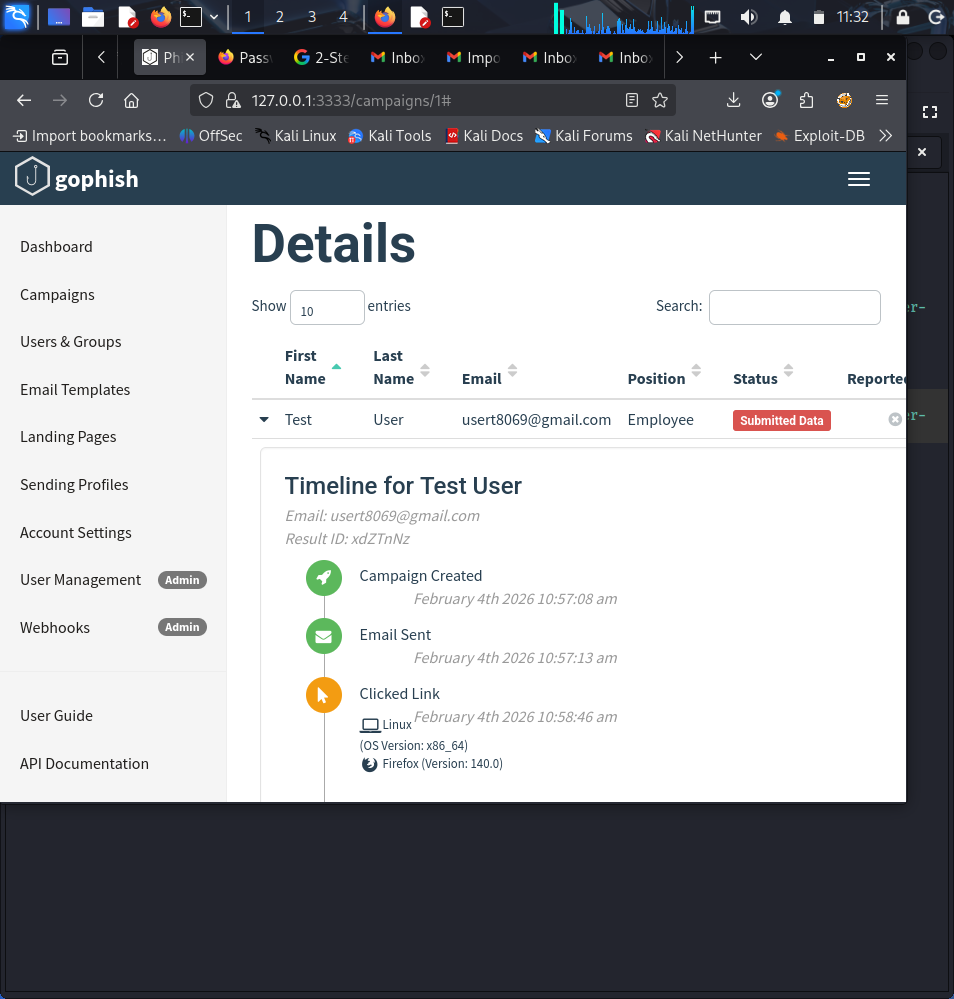 1 2 3 4 11:32
Ph Passv 2-Ste Inbo Impo Inbo Inbo
127.0.0.1:3333/campaigns/1#
Import bookmarks… OffSec Kali Linux Kali Tools Kali Docs Kali Forums Kali NetHunter Exploit-DB
gophish
Dashboard
Campaigns
Users & Groups
Email Templates
Landing Pages
Sending Profiles
Account Settings
User Management Admin
Webhooks Admin
User Guide
API Documentation
Details
Show 10 entries Search:
First Name Last Name Email Position Status Reported
Test User usert8069@gmail.com Employee Submitted Data
Timeline for Test User
Email: usert8069@gmail.com
Result ID: xdZTnNz
Campaign Created
February 4th 2026 10:57:08 am
Email Sent
February 4th 2026 10:57:13 am
Clicked Link
February 4th 2026 10:58:46 am
Linux
(OS Version: x86_64)
Firefox (Version: 140.0)
er-
er-